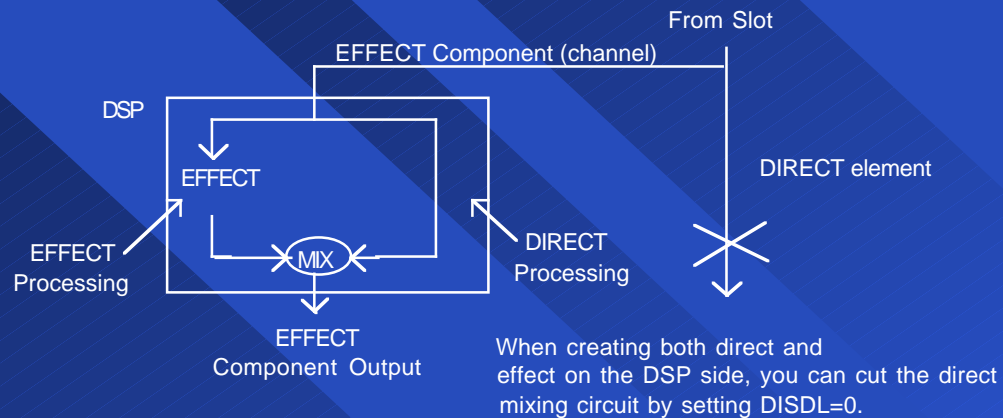 From Slot
EFFECT Component (channel)
DSP
DIRECT element
EFFECT
EFFECT
Processing
MIX
DIRECT
Processing
EFFECT
Component Output
When creating both direct and
effect on the DSP side, you can cut the direct
mixing circuit by setting DISDL=0.